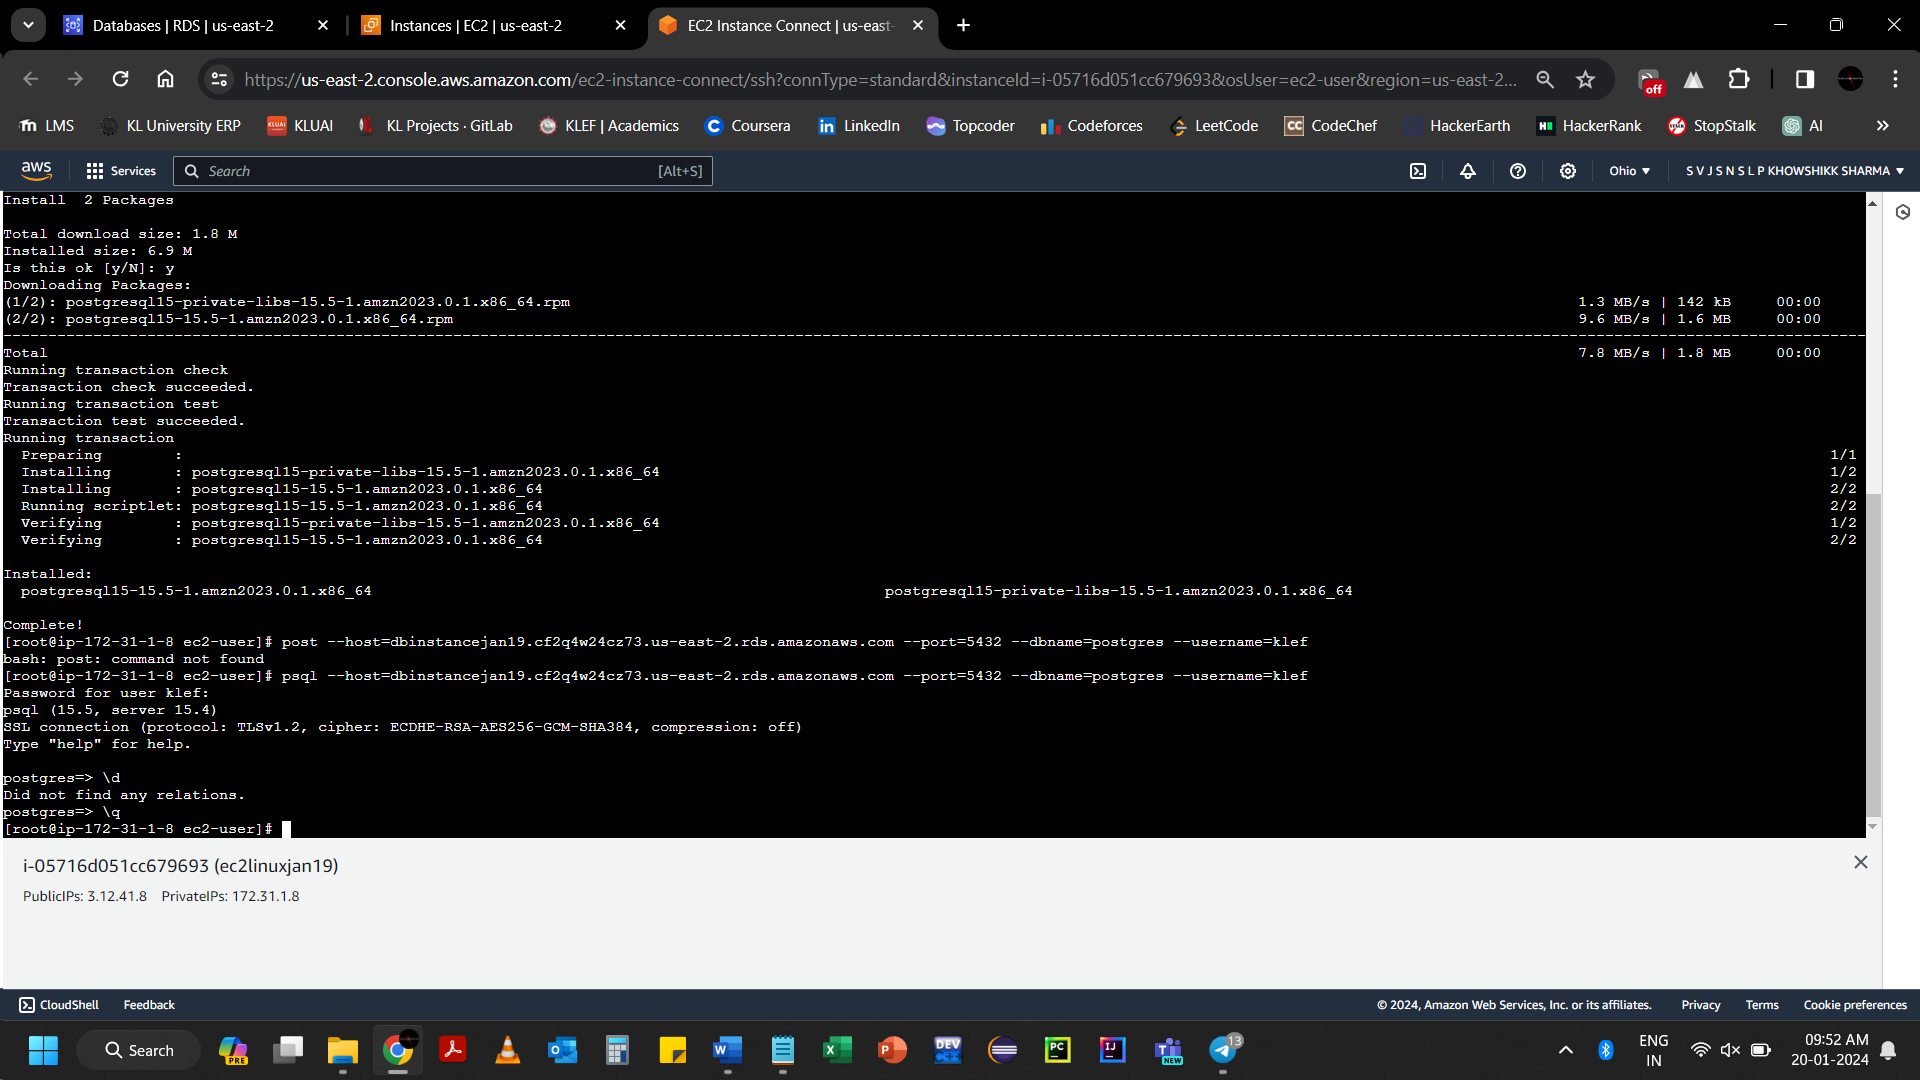 Databases | RDS | us-east-2
Instances | EC2 | us-east-2
EC2 Instance Connect | us-east-
https://us-east-2.console.aws.amazon.com/ec2-instance-connect/ssh?connType=standard&instanceId=i-05716d051cc679693&osUser=ec2-user&region=us-east-2...
off
LMS
KL University ERP
KLUAI
KL Projects · GitLab
KLEF | Academics
Coursera
LinkedIn
Topcoder
Codeforces
LeetCode
CodeChef
HackerEarth
HackerRank
StopStalk
AI
aws
Services
Search
[Alt+S]
Ohio
S V J S N S L P KHOWSHIKK SHARMA
Install  2 Packages
Total download size: 1.8 M
Installed size: 6.9 M
Is this ok [y/N]: y
Downloading Packages:
(1/2): postgresql15-private-libs-15.5-1.amzn2023.0.1.x86_64.rpm 1.3 MB/s | 142 kB 00:00
(2/2): postgresql15-15.5-1.amzn2023.0.1.x86_64.rpm 9.6 MB/s | 1.6 MB 00:00
Total 7.8 MB/s | 1.8 MB 00:00
Running transaction check
Transaction check succeeded.
Running transaction test
Transaction test succeeded.
Running transaction
Preparing : 1/1
Installing : postgresql15-private-libs-15.5-1.amzn2023.0.1.x86_64 1/2
Installing : postgresql15-15.5-1.amzn2023.0.1.x86_64 2/2
Running scriptlet: postgresql15-15.5-1.amzn2023.0.1.x86_64 2/2
Verifying : postgresql15-private-libs-15.5-1.amzn2023.0.1.x86_64 1/2
Verifying : postgresql15-15.5-1.amzn2023.0.1.x86_64 2/2
Installed:
postgresql15-15.5-1.amzn2023.0.1.x86_64 postgresql15-private-libs-15.5-1.amzn2023.0.1.x86_64
Complete!
[root@ip-172-31-1-8 ec2-user]# post --host=dbinstancejan19.cf2q4w24cz73.us-east-2.rds.amazonaws.com --port=5432 --dbname=postgres --username=klef
bash: post: command not found
[root@ip-172-31-1-8 ec2-user]# psql --host=dbinstancejan19.cf2q4w24cz73.us-east-2.rds.amazonaws.com --port=5432 --dbname=postgres --username=klef
Password for user klef:
psql (15.5, server 15.4)
SSL connection (protocol: TLSv1.2, cipher: ECDHE-RSA-AES256-GCM-SHA384, compression: off)
Type "help" for help.
postgres=> \d
Did not find any relations.
postgres=> \q
[root@ip-172-31-1-8 ec2-user]#
i-05716d051cc679693 (ec2linuxjan19)
PublicIPs: 3.12.41.8 PrivateIPs: 172.31.1.8
CloudShell
Feedback
© 2024, Amazon Web Services, Inc. or its affiliates.
Privacy
Terms
Cookie preferences
Search
PRE
DEV
PC
IJ
NEW
13
ENG
IN
09:52 AM
20-01-2024